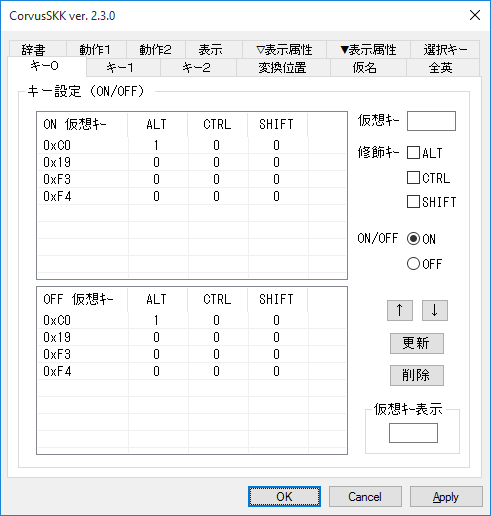 CorvusSKK ver. 2.3.0
辞書 動作1 動作2 表示 ▽表示属性 ▼表示属性 選択キー
キー0 キー1 キー2 変換位置 仮名 全英
キー設定 (ON/OFF)
ON 仮想キー ALT CTRL SHIFT
0xC0 1 0 0
0x19 0 0 0
0xF3 0 0 0
0xF4 0 0 0
仮想キー
修飾キー ALT
CTRL
SHIFT
ON/OFF ON
OFF
OFF 仮想キー ALT CTRL SHIFT
0xC0 1 0 0
0x19 0 0 0
0xF3 0 0 0
0xF4 0 0 0
↑ ↓
更新
削除
仮想キー表示
OK Cancel Apply